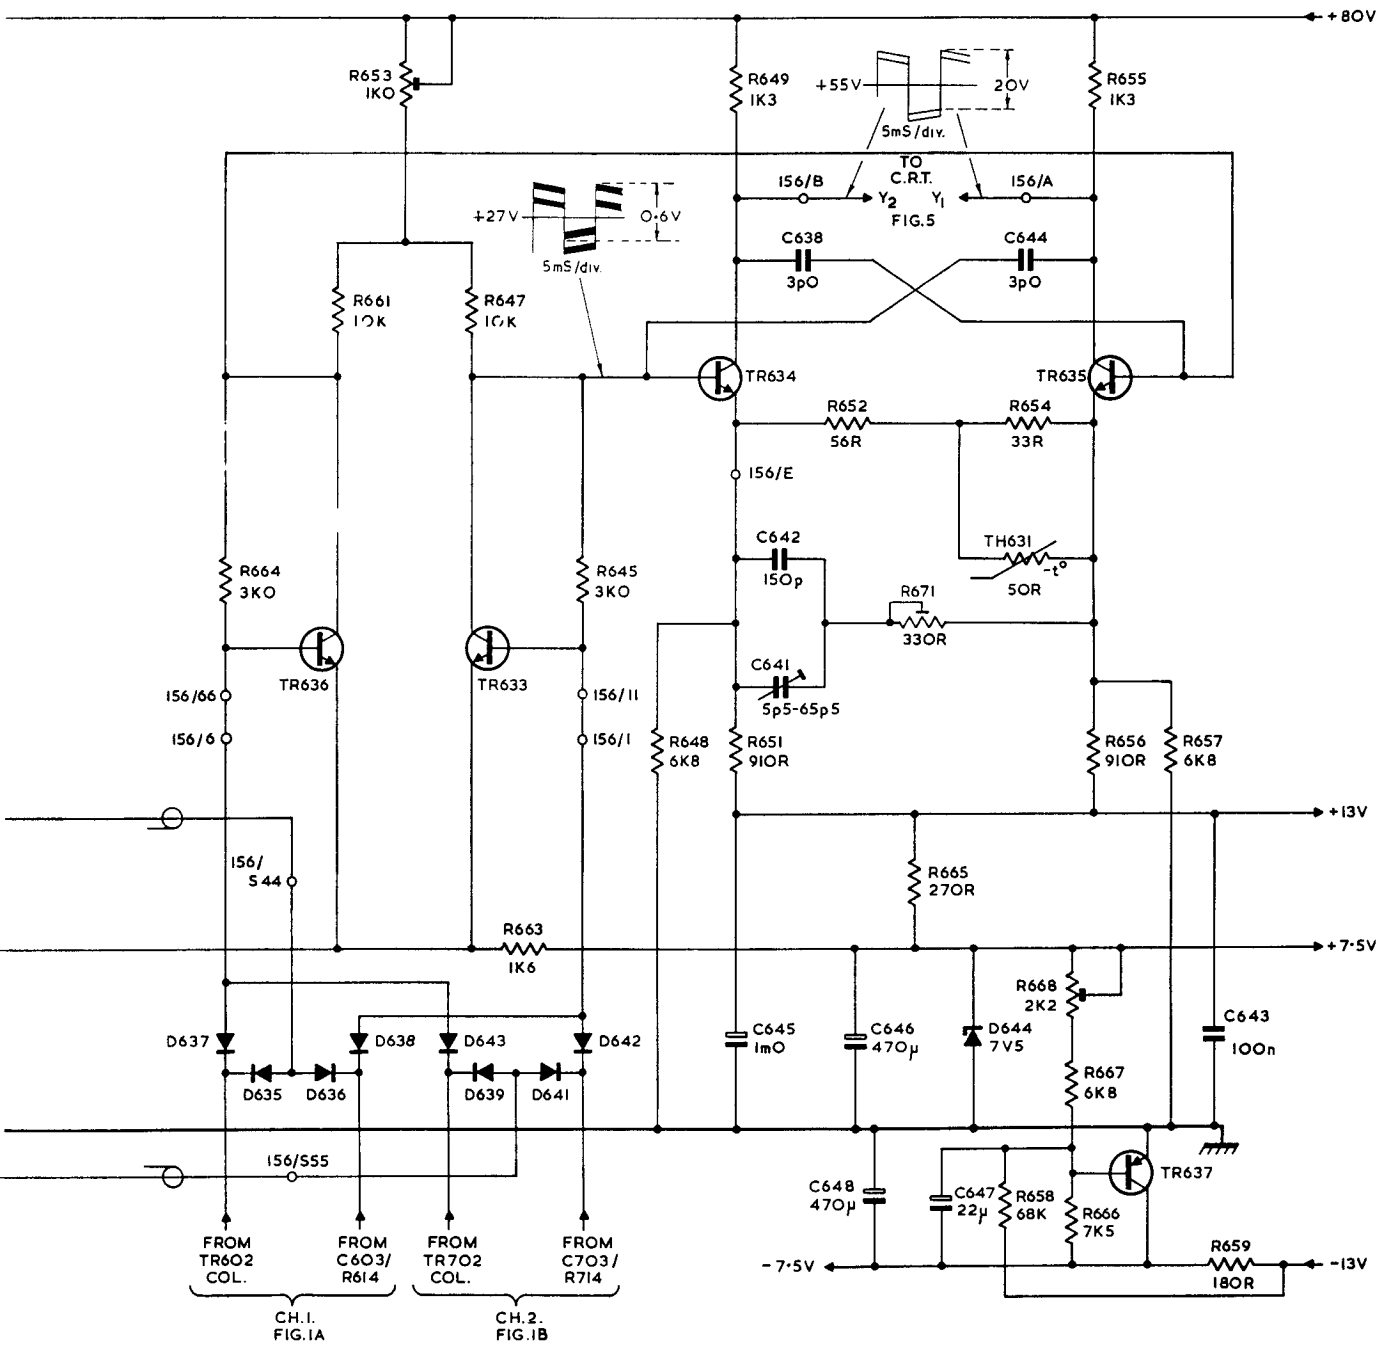 +80V
R653
1K0
R649
1K3
+55V
20V
5mS/div.
R655
1K3
TO
C.R.T.
Y2 Y1
FIG.5
156/B
156/A
+27V
0·6V
5mS/div.
C638
3p0
C644
3p0
R661
10K
R647
10K
TR634
TR635
R652
56R
R654
33R
156/E
C642
150p
TH631
-t°
50R
R664
3K0
R645
3K0
R671
330R
TR636
TR633
C641
5p5-65p5
156/66
156/11
156/6
156/1
R648
6K8
R651
910R
R656
910R
R657
6K8
+13V
156/
S44
R665
270R
R663
1K6
+7·5V
R668
2K2
D637
D638
D643
D642
C645
1m0
C646
470µ
D644
7V5
C643
100n
D635
D636
D639
D641
R667
6K8
156/S55
TR637
C648
470µ
C647
22µ
R658
68K
R666
7K5
FROM
TR602
COL.
FROM
C603/
R614
FROM
TR702
COL.
FROM
C703/
R714
-7·5V
R659
180R
-13V
CH.1.
FIG.1A
CH.2.
FIG.1B